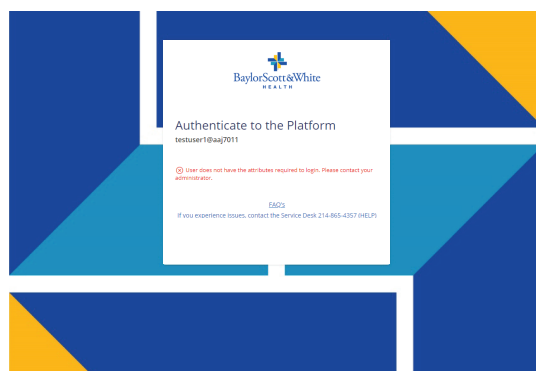 BaylorScott&White
HEALTH
Authenticate to the Platform
testuser1@aaj7011
User does not have the attributes required to login. Please contact your
administrator.
FAQ's
If you experience issues, contact the Service Desk 214-865-4357 (HELP)